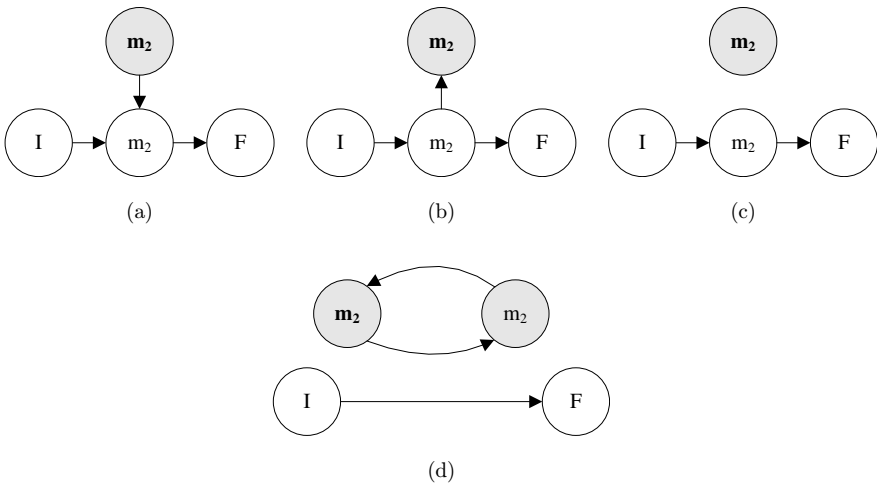 m₂ m₂ m₂
I m₂ F I m₂ F I m₂ F
(a) (b) (c)
m₂ m₂
I F
(d)